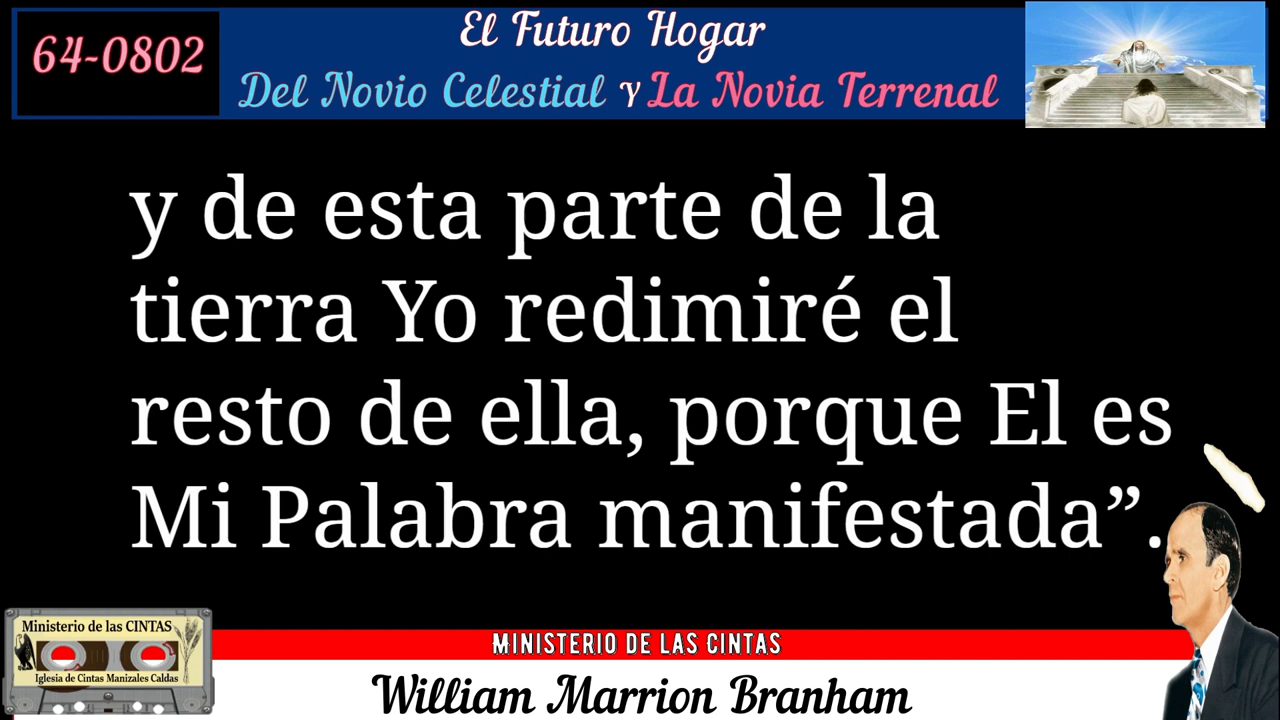 64-0802
El Futuro Hogar
Del Novio Celestial Y La Novia Terrenal
y de esta parte de la
tierra Yo redimiré el
resto de ella, porque El es
Mi Palabra manifestada”.
Ministerio de las CINTAS
Iglesia de Cintas Manizales Caldas
MINISTERIO DE LAS CINTAS
William Marrion Branham